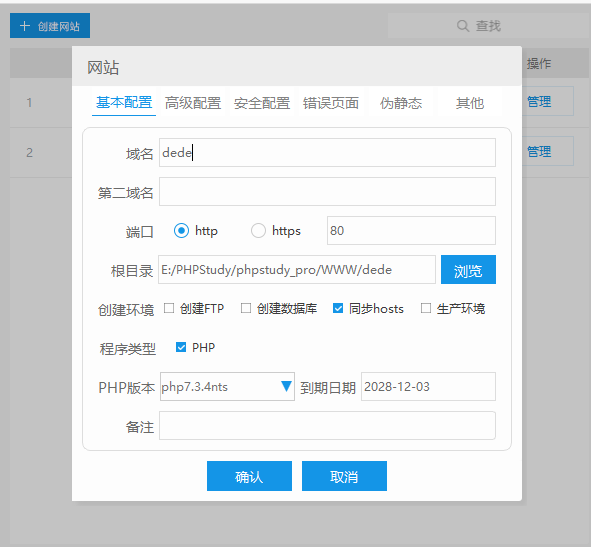 创建网站
查找
操作
1
管理
2
管理
网站
基本配置 高级配置 安全配置 错误页面 伪静态 其他
域名 dede
第二域名
端口 http https 80
根目录 E:/PHPStudy/phpstudy_pro/WWW/dede 浏览
创建环境 创建FTP 创建数据库 同步hosts 生产环境
程序类型 PHP
PHP版本 php7.3.4nts 到期日期 2028-12-03
备注
确认 取消